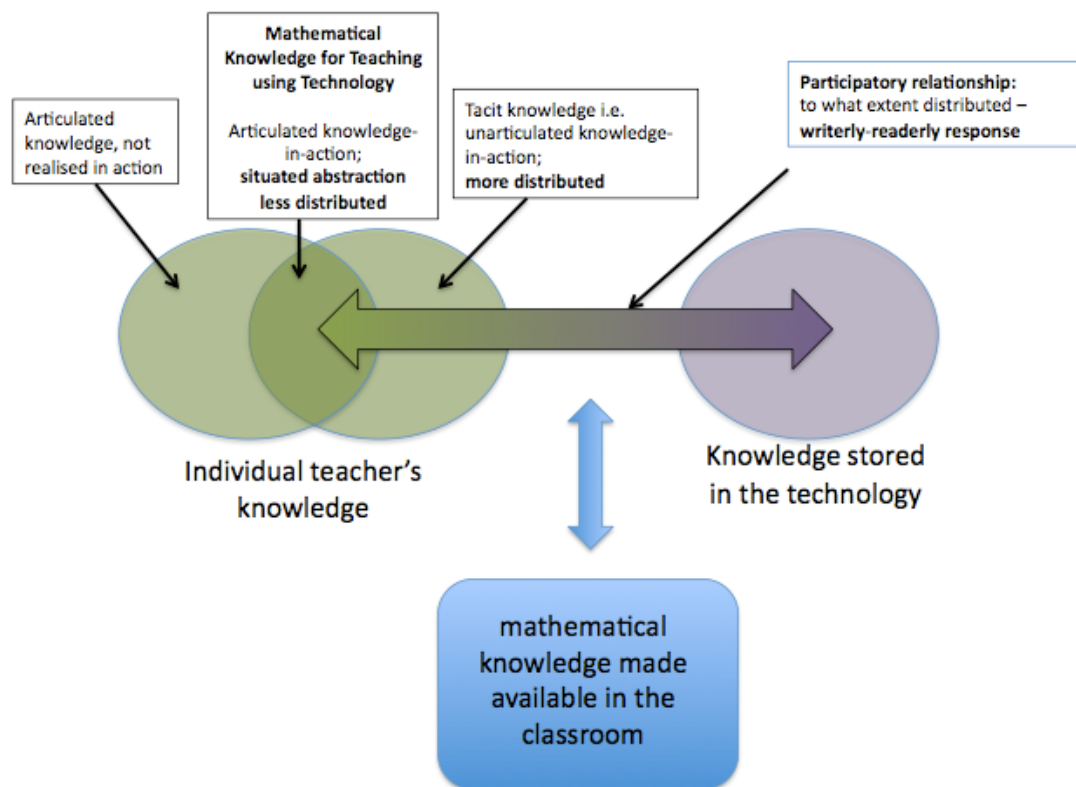 Mathematical
Knowledge for Teaching
using Technology
Articulated knowledge-
in-action;
situated abstraction
less distributed
Articulated
knowledge, not
realised in action
Tacit knowledge i.e.
unarticulated knowledge-
in-action;
more distributed
Participatory relationship:
to what extent distributed –
writerly-readerly response
Individual teacher’s
knowledge
Knowledge stored
in the technology
mathematical
knowledge made
available in the
classroom